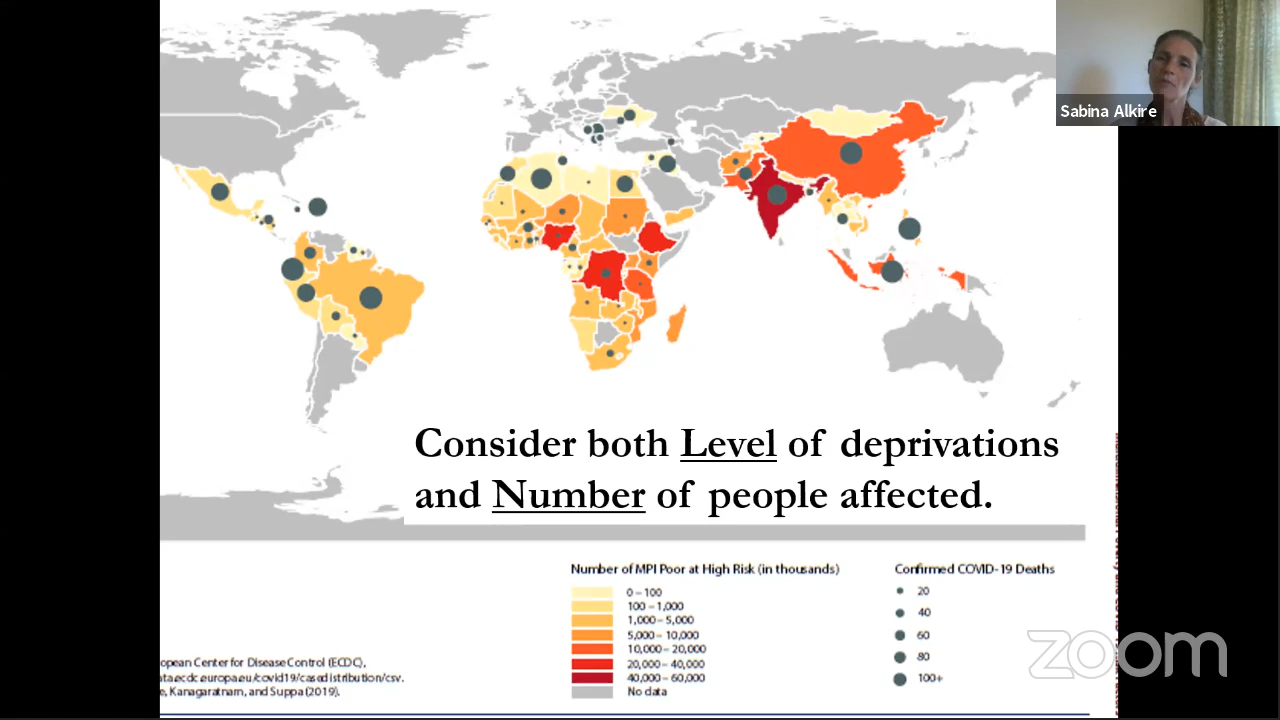 Sabina Alkire
Consider both Level of deprivations
and Number of people affected.
Number of MPI Poor at High Risk (in thousands)
0 – 100
100 – 1,000
1,000 – 5,000
5,000 – 10,000
10,000 – 20,000
20,000 – 40,000
40,000 – 60,000
No data
Confirmed COVID-19 Deaths
20
40
60
80
100+
opean Center for Disease Control (ECDC),
ata.ecdc.europa.eu/covid19/casedistribution/csv.
e, Kanagaratnam, and Suppa (2019).
zoom